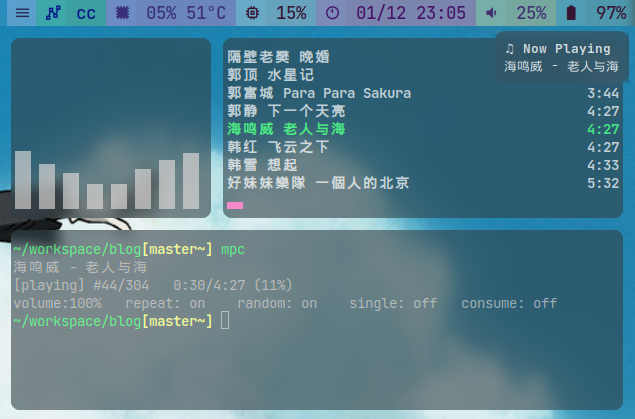 cc 05% 51°C 15% 01/12 23:05 25% 97%
♫ Now Playing
海鸣威 - 老人与海
隔壁老樊 晚婚
郭顶 水星记
郭富城 Para Para Sakura 3:44
郭静 下一个天亮 4:27
海鸣威 老人与海 4:27
韩红 飞云之下 4:27
韩雪 想起 4:33
好妹妹樂隊 一個人的北京 5:32
~/workspace/blog[master~] mpc
海鸣威 - 老人与海
[playing] #44/304 0:30/4:27 (11%)
volume:100% repeat: on random: on single: off consume: off
~/workspace/blog[master~]